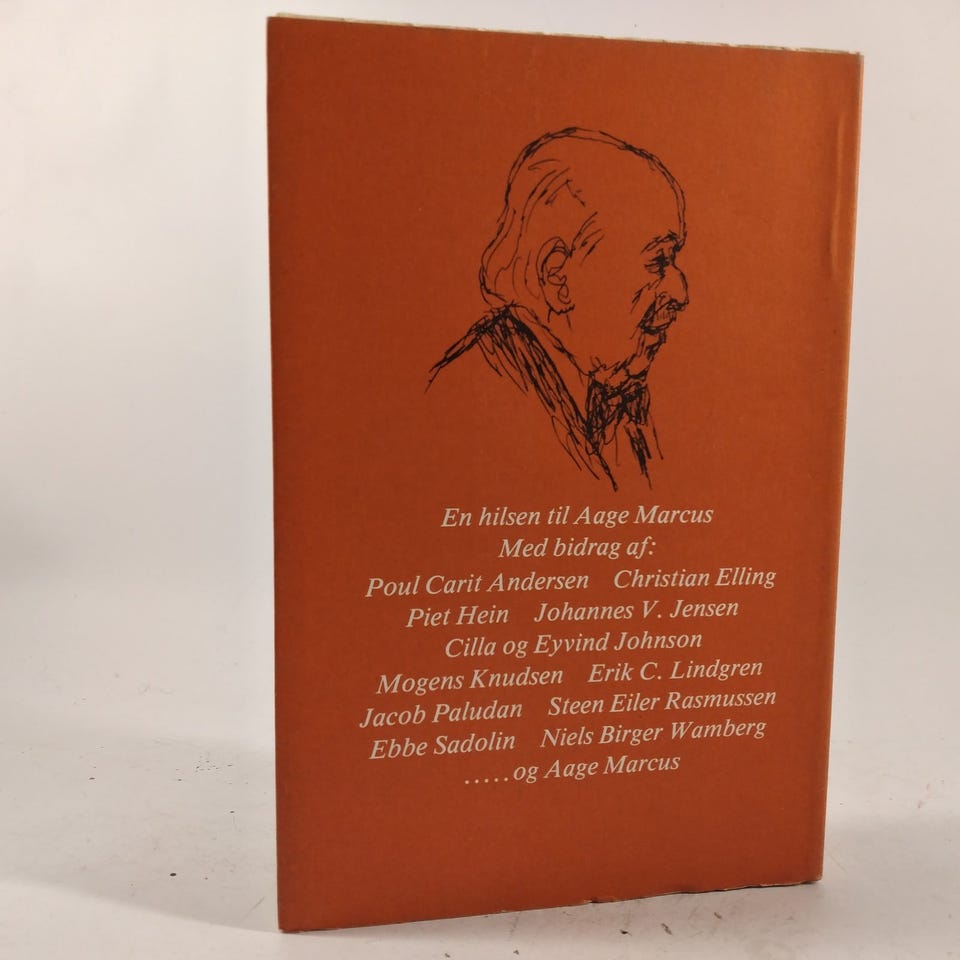 En hilsen til Aage Marcus
Med bidrag af:
Poul Carit Andersen Christian Elling
Piet Hein Johannes V. Jensen
Cilla og Eyvind Johnson
Mogens Knudsen Erik C. Lindgren
Jacob Paludan Steen Eiler Rasmussen
Ebbe Sadolin Niels Birger Wamberg
.....og Aage Marcus